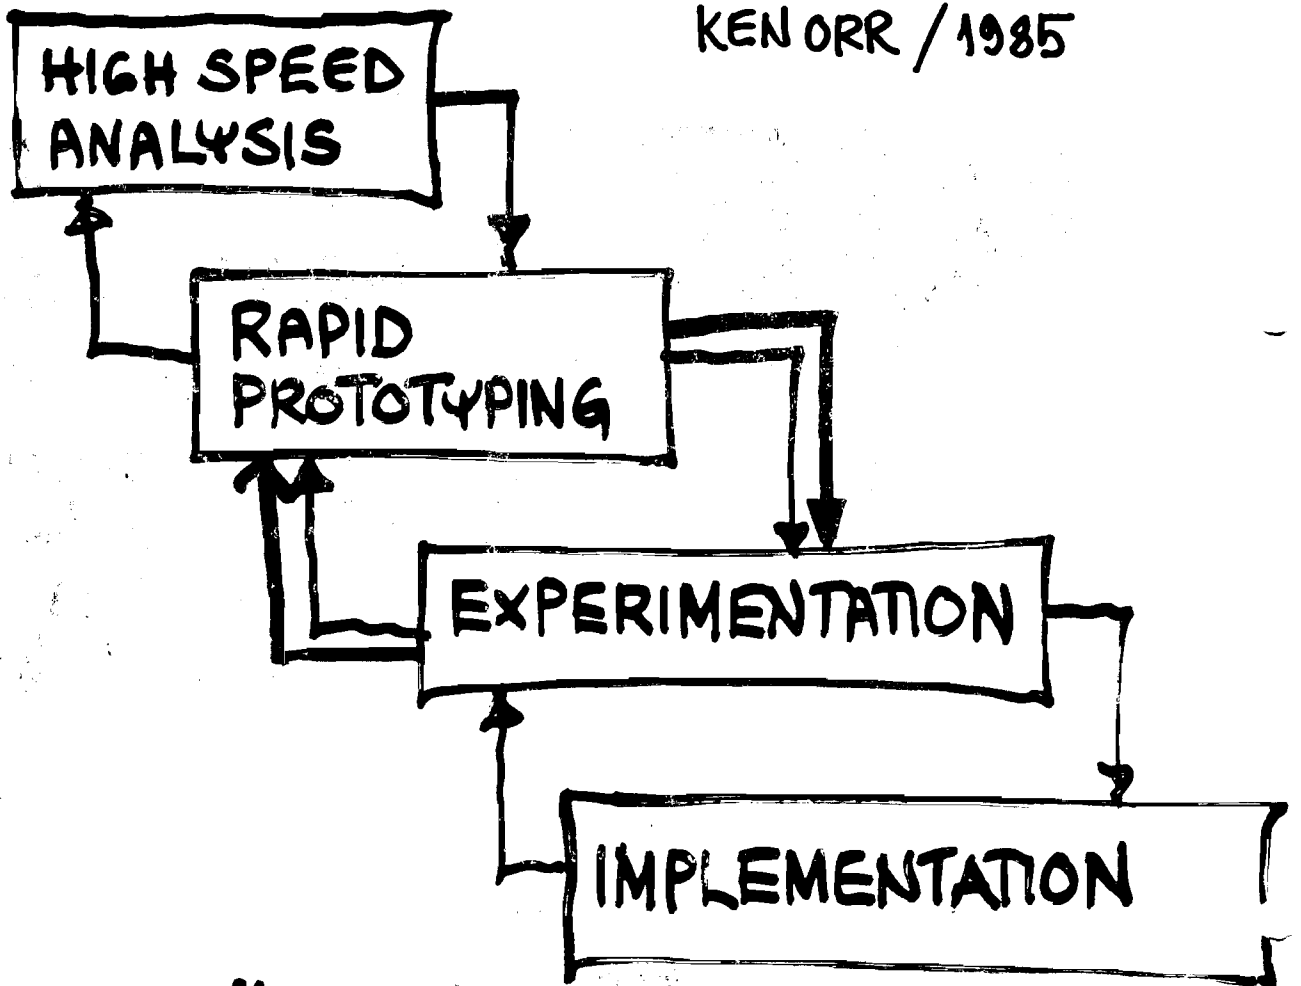 KEN ORR / 1985
HIGH SPEED
ANALYSIS
RAPID
PROTOTYPING
EXPERIMENTATION
IMPLEMENTATION